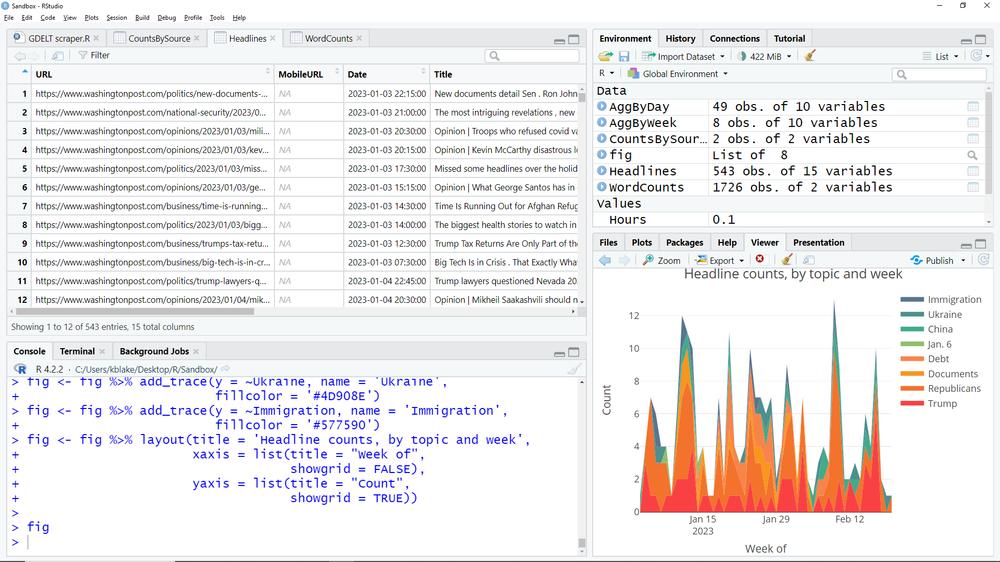 Sandbox - RStudio
File Edit Code View Plots Session Build Debug Profile Tools Help
GDELT scraper.R CountsBySource Headlines WordCounts
Filter
URL MobileURL Date Title
1 https://www.washingtonpost.com/politics/new-documents-... NA 2023-01-03 22:15:00 New documents detail Sen . Ron John
2 https://www.washingtonpost.com/national-security/2023/0... NA 2023-01-03 21:00:00 The most intriguing revelations , new
3 https://www.washingtonpost.com/opinions/2023/01/03/mili... NA 2023-01-03 20:30:00 Opinion | Troops who refused covid va
4 https://www.washingtonpost.com/opinions/2023/01/03/kev... NA 2023-01-03 20:15:00 Opinion | Kevin McCarthy disastrous lo
5 https://www.washingtonpost.com/politics/2023/01/03/miss... NA 2023-01-03 17:30:00 Missed some headlines over the holid
6 https://www.washingtonpost.com/opinions/2023/01/03/ge... NA 2023-01-03 15:15:00 Opinion | What George Santos has in
7 https://www.washingtonpost.com/business/time-is-running... NA 2023-01-03 14:30:00 Time Is Running Out for Afghan Refug
8 https://www.washingtonpost.com/politics/2023/01/03/bigg... NA 2023-01-03 14:00:00 The biggest health stories to watch in
9 https://www.washingtonpost.com/business/trumps-tax-retu... NA 2023-01-03 12:30:00 Trump Tax Returns Are Only Part of the
10 https://www.washingtonpost.com/business/big-tech-is-in-cr... NA 2023-01-03 07:30:00 Big Tech Is in Crisis . That Exactly What
11 https://www.washingtonpost.com/politics/trump-lawyers-q... NA 2023-01-04 22:45:00 Trump lawyers questioned Nevada 20
12 https://www.washingtonpost.com/opinions/2023/01/04/mik... NA 2023-01-04 20:30:00 Opinion | Mikheil Saakashvili should n
Showing 1 to 12 of 543 entries, 15 total columns
Console Terminal Background Jobs
R 4.2.2 · C:/Users/kblake/Desktop/R/Sandbox/
> fig <- fig %>% add_trace(y = ~Ukraine, name = 'Ukraine',
+ fillcolor = '#4D908E')
> fig <- fig %>% add_trace(y = ~Immigration, name = 'Immigration',
+ fillcolor = '#577590')
> fig <- fig %>% layout(title = 'Headline counts, by topic and week',
+ xaxis = list(title = "Week of",
+ showgrid = FALSE),
+ yaxis = list(title = "Count",
+ showgrid = TRUE))
>
> fig
>
Environment History Connections Tutorial
Import Dataset 422 MiB List
R Global Environment
Data
AggByDay 49 obs. of 10 variables
AggByWeek 8 obs. of 10 variables
CountsBySour... 2 obs. of 2 variables
fig List of 8
Headlines 543 obs. of 15 variables
WordCounts 1726 obs. of 2 variables
Values
Hours 0.1
Files Plots Packages Help Viewer Presentation
Zoom Export Publish
Headline counts, by topic and week
Immigration
Ukraine
China
Jan. 6
Debt
Documents
Republicans
Trump
12
10
8
6
4
2
0
Count
Jan 15 Jan 29 Feb 12
2023
Week of